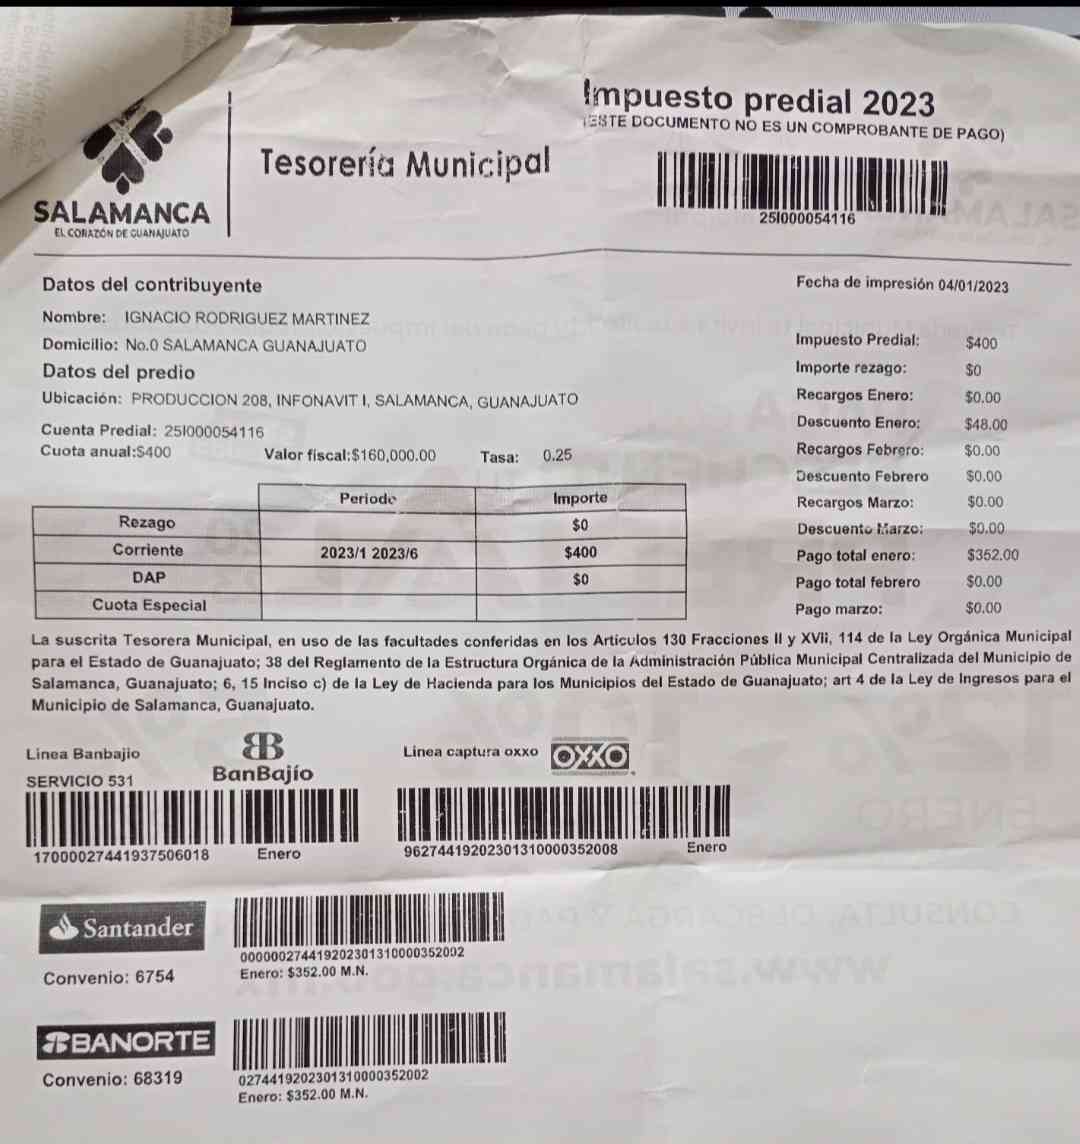 Impuesto predial 2023
(ESTE DOCUMENTO NO ES UN COMPROBANTE DE PAGO)
Tesorería Municipal
SALAMANCA
EL CORAZÓN DE GUANAJUATO
25I000054116
Datos del contribuyente
Nombre: IGNACIO RODRIGUEZ MARTINEZ
Domicilio: No.0 SALAMANCA GUANAJUATO
Datos del predio
Ubicación: PRODUCCION 208, INFONAVIT I, SALAMANCA, GUANAJUATO
Cuenta Predial: 25I000054116
Cuota anual:$400 Valor fiscal:$160,000.00 Tasa: 0.25
Fecha de impresión 04/01/2023
Impuesto Predial: $400
Importe rezago: $0
Recargos Enero: $0.00
Descuento Enero: $48.00
Recargos Febrero: $0.00
Descuento Febrero $0.00
Recargos Marzo: $0.00
Descuento Marzo: $0.00
Pago total enero: $352.00
Pago total febrero $0.00
Pago marzo: $0.00
Periodo Importe
Rezago $0
Corriente 2023/1 2023/6 $400
DAP $0
Cuota Especial
La suscrita Tesorera Municipal, en uso de las facultades conferidas en los Articulos 130 Fracciones II y XVIi, 114 de la Ley Orgánica Municipal
para el Estado de Guanajuato; 38 del Reglamento de la Estructura Orgánica de la Administración Pública Municipal Centralizada del Municipio de
Salamanca, Guanajuato; 6, 15 Inciso c) de la Ley de Hacienda para los Municipios del Estado de Guanajuato; art 4 de la Ley de Ingresos para el
Municipio de Salamanca, Guanajuato.
Linea Banbajio
SERVICIO 531
BanBajío
17000027441937506018 Enero
Linea captura oxxo OXXO
96274419202301310000352008 Enero
Santander
Convenio: 6754
0000002744192023013100003520​02
Enero: $352.00 M.N.
BANORTE
Convenio: 68319
02744192023013100003520​02
Enero: $352.00 M.N.